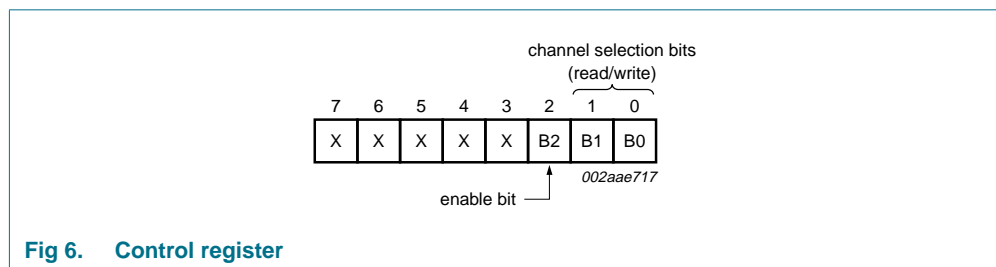 channel selection bits
(read/write)
7 6 5 4 3 2 1 0
X X X X X B2 B1 B0
002aae717
enable bit
Fig 6. Control register